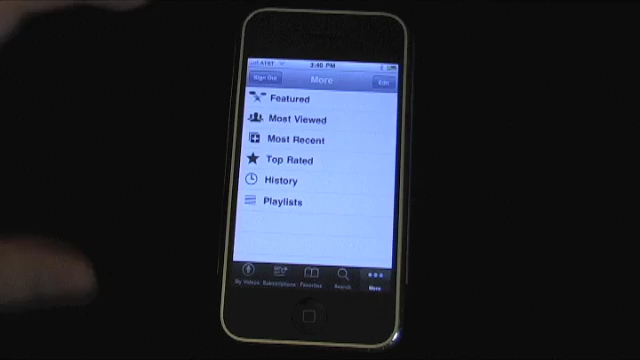 AT&T 3:40 PM
Sign Out More Edit
Featured
Most Viewed
Most Recent
Top Rated
History
Playlists
My Videos Subscriptions Favorites Search More